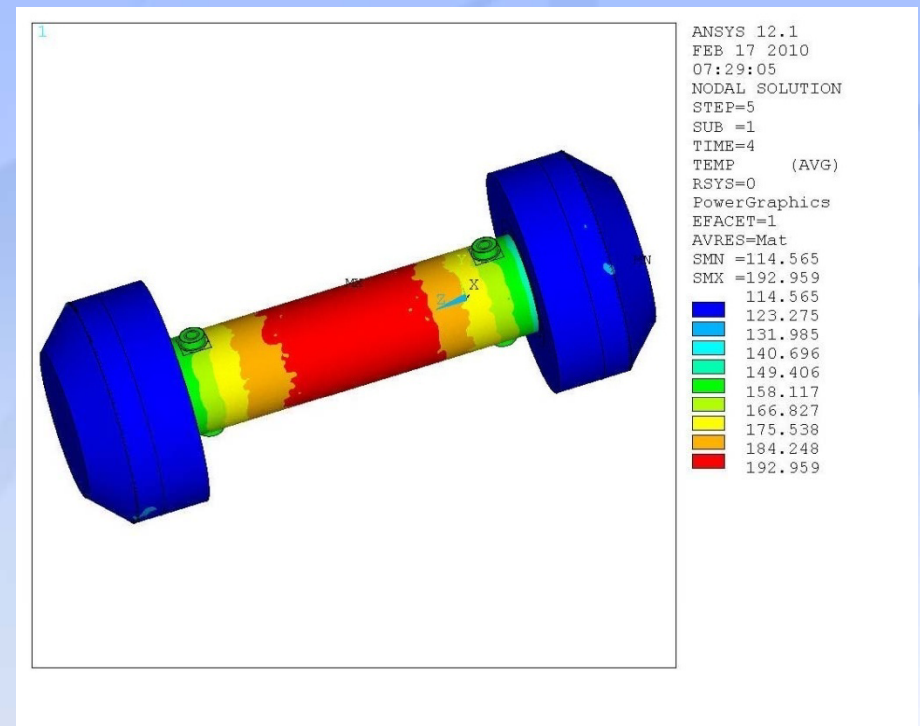 1
ANSYS 12.1
FEB 17 2010
07:29:05
NODAL SOLUTION
STEP=5
SUB =1
TIME=4
TEMP (AVG)
RSYS=0
PowerGraphics
EFACET=1
AVRES=Mat
SMN =114.565
SMX =192.959
114.565
123.275
131.985
140.696
149.406
158.117
166.827
175.538
184.248
192.959
MX
Y
X
Z
MN